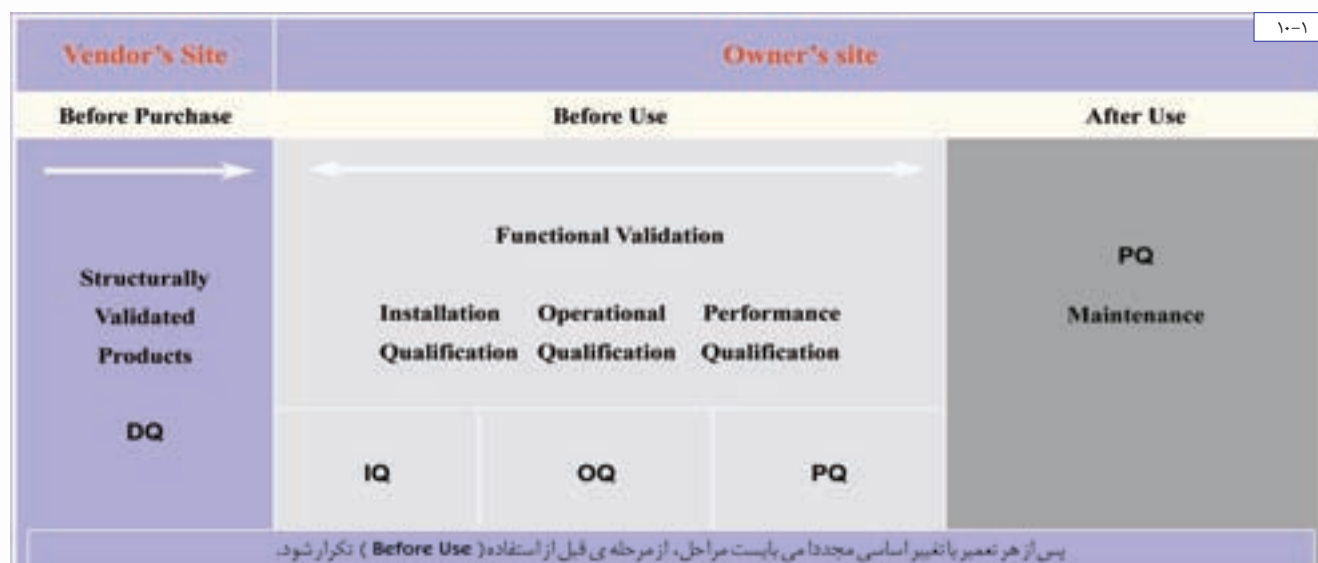 ۱۰-۱
Vendor's Site
Owner's site
Before Purchase
Before Use
After Use
Structurally
Validated
Products
DQ
Functional Validation
Installation Operational Performance
Qualification Qualification Qualification
IQ
OQ
PQ
PQ
Maintenance
پس از هر تعمیر یا تغییر اساسی مجددا می بایست مراحل، از مرحله ی قبل از استفاده ( Before Use ) تکرار شود.